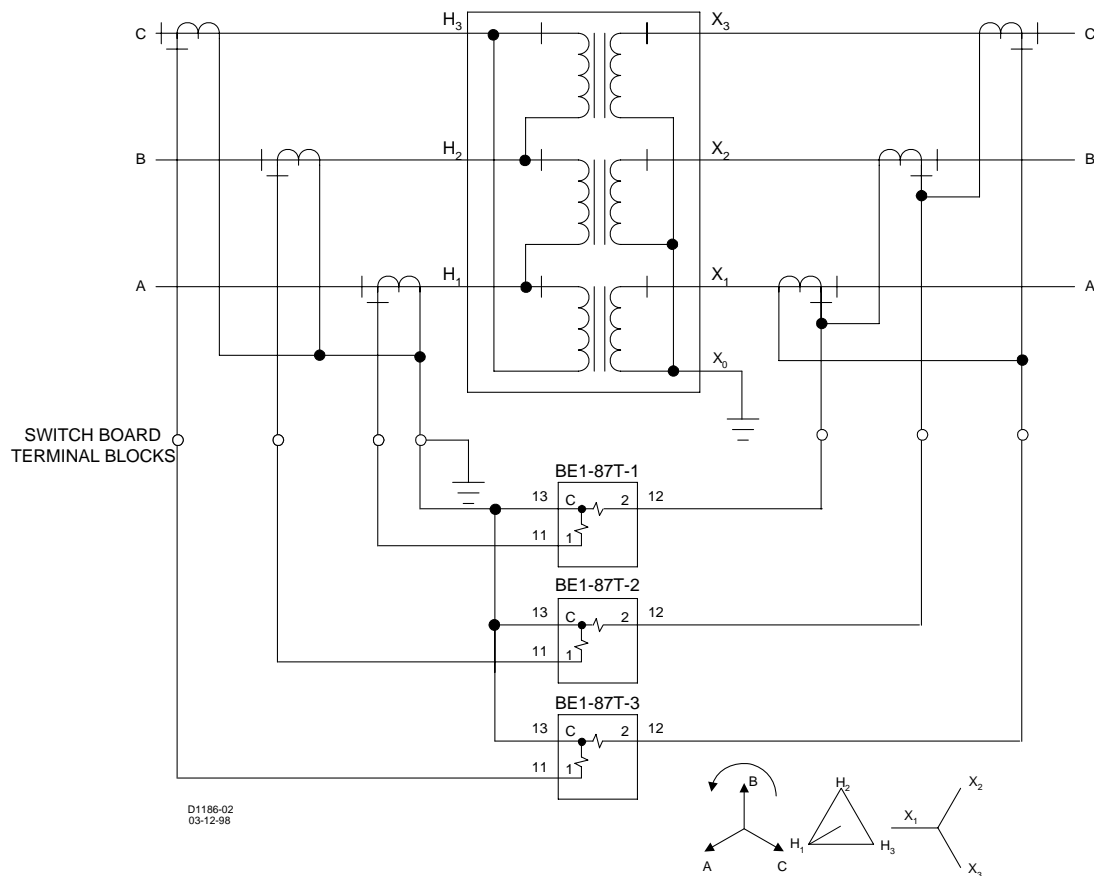 C H₃ X₃ C
B H₂ X₂ B
A H₁ X₁ A
X₀
SWITCH BOARD
TERMINAL BLOCKS
BE1-87T-1
13 C 2 12
11 1
BE1-87T-2
13 C 2 12
11 1
BE1-87T-3
13 C 2 12
11 1
D1186-02
03-12-98
B H₂ X₂
X₁
A C H₁ H₃ X₃